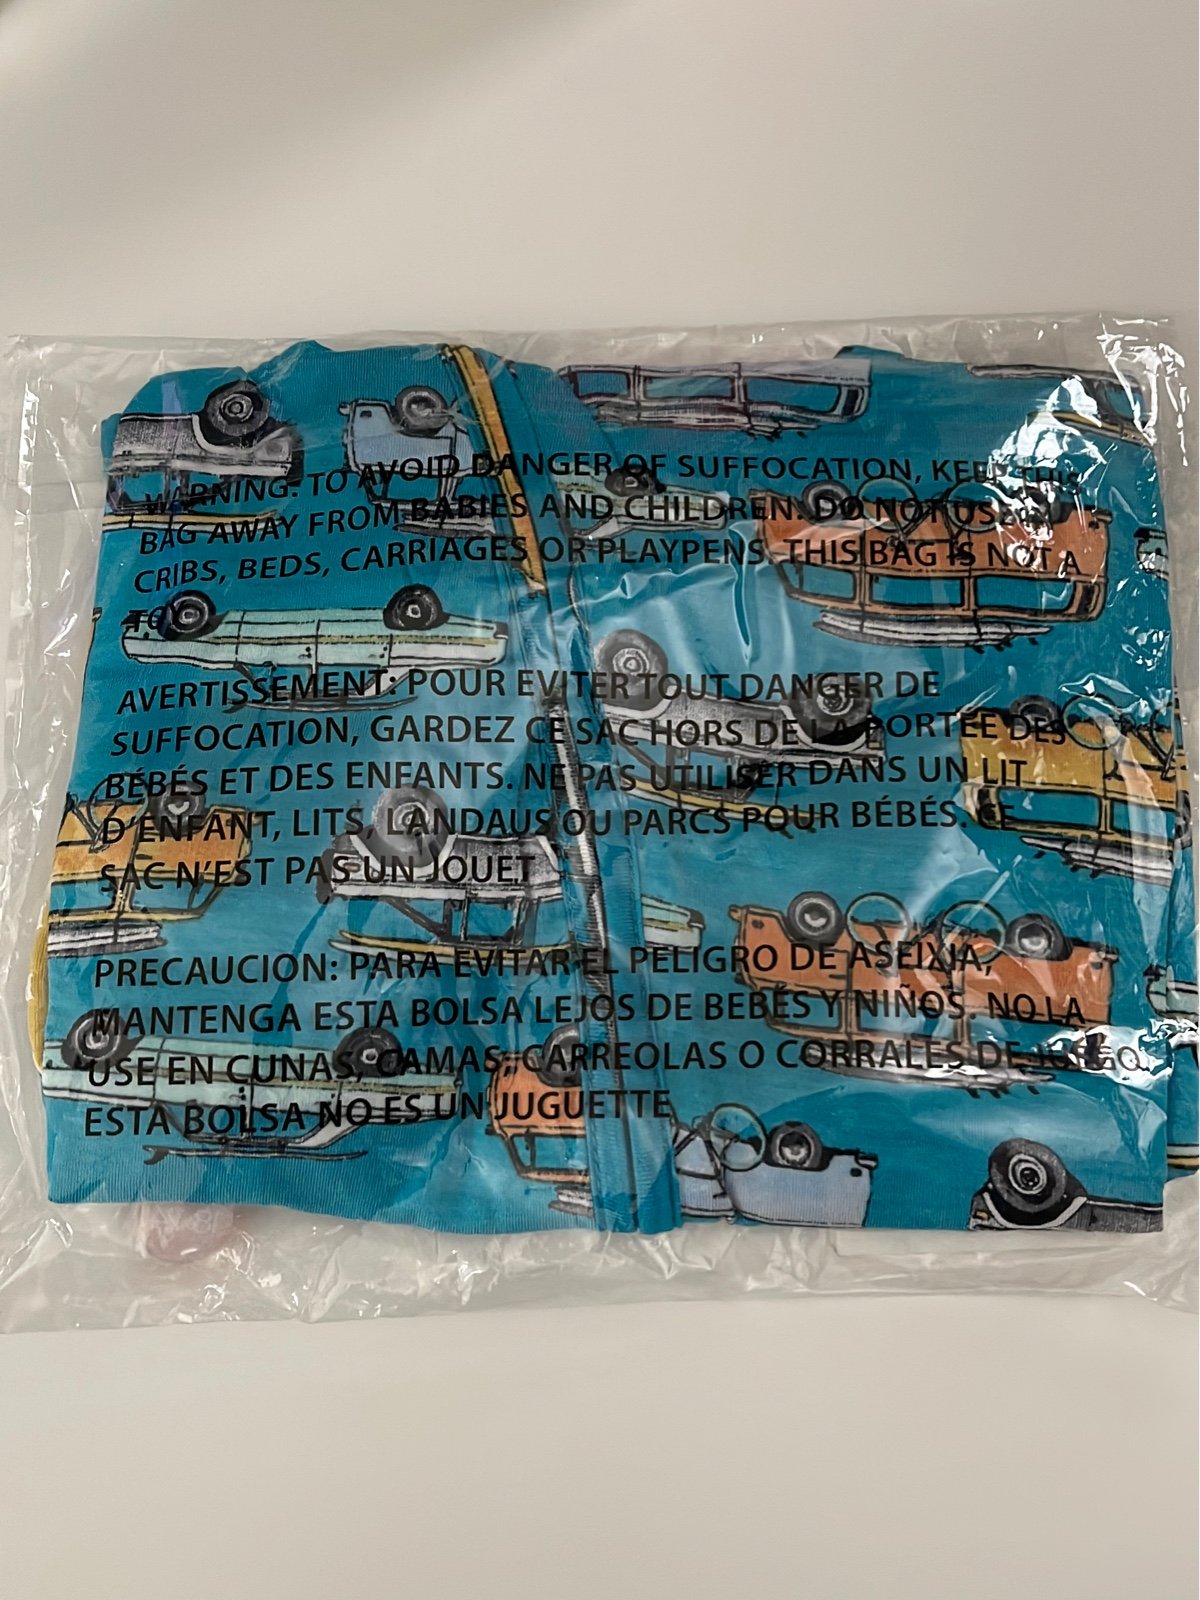 WARNING: TO AVOID DANGER OF SUFFOCATION, KEEP THIS
BAG AWAY FROM BABIES AND CHILDREN. DO NOT USE IN
CRIBS, BEDS, CARRIAGES OR PLAYPENS. THIS BAG IS NOT A
TOY
AVERTISSEMENT: POUR EVITER TOUT DANGER DE
SUFFOCATION, GARDEZ CE SAC HORS DE LA PORTÉE DES
BÉBÉS ET DES ENFANTS. NE PAS UTILISER DANS UN LIT
D'ENFANT, LITS, LANDAUS OU PARCS POUR BÉBÉS. CE
SAC N'EST PAS UN JOUET
PRECAUCION: PARA EVITAR EL PELIGRO DE ASEIXIA,
MANTENGA ESTA BOLSA LEJOS DE BEBÉS Y NIÑOS. NO LA
USE EN CUNAS, CAMAS, CARREOLAS O CORRALES DE JUEGO.
ESTA BOLSA NO ES UN JUGUETTE